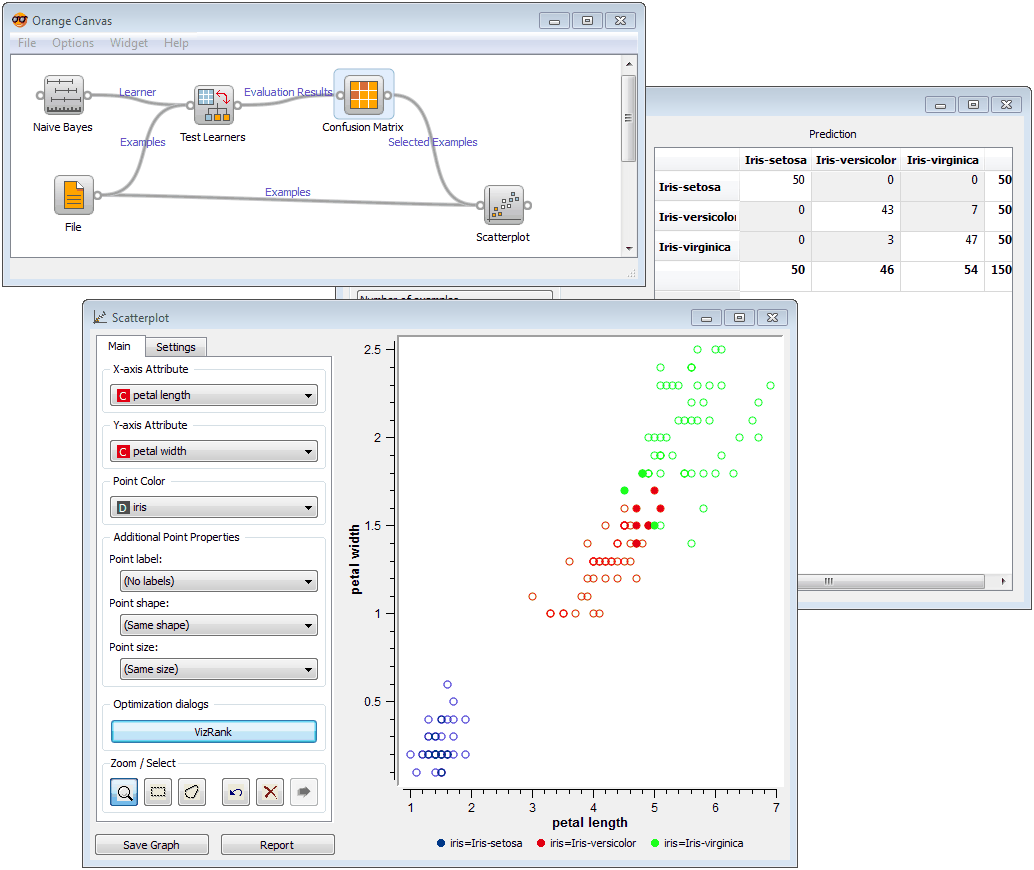 Orange Canvas
File Options Widget Help
Learner
Evaluation Results
Naive Bayes
Test Learners
Confusion Matrix
Examples
Selected Examples
Examples
File
Scatterplot
Prediction
Iris-setosa Iris-versicolor Iris-virginica
Iris-setosa 50 0 0 50
Iris-versicolor 0 43 7 50
Iris-virginica 0 3 47 50
50 46 54 150
Number of examples
Scatterplot
Main Settings
X-axis Attribute
C petal length
Y-axis Attribute
C petal width
Point Color
D iris
Additional Point Properties
Point label:
(No labels)
Point shape:
(Same shape)
Point size:
(Same size)
Optimization dialogs
VizRank
Zoom / Select
Save Graph Report
2.5
2
1.5
1
0.5
petal width
1 2 3 4 5 6 7
petal length
iris=Iris-setosa iris=Iris-versicolor iris=Iris-virginica